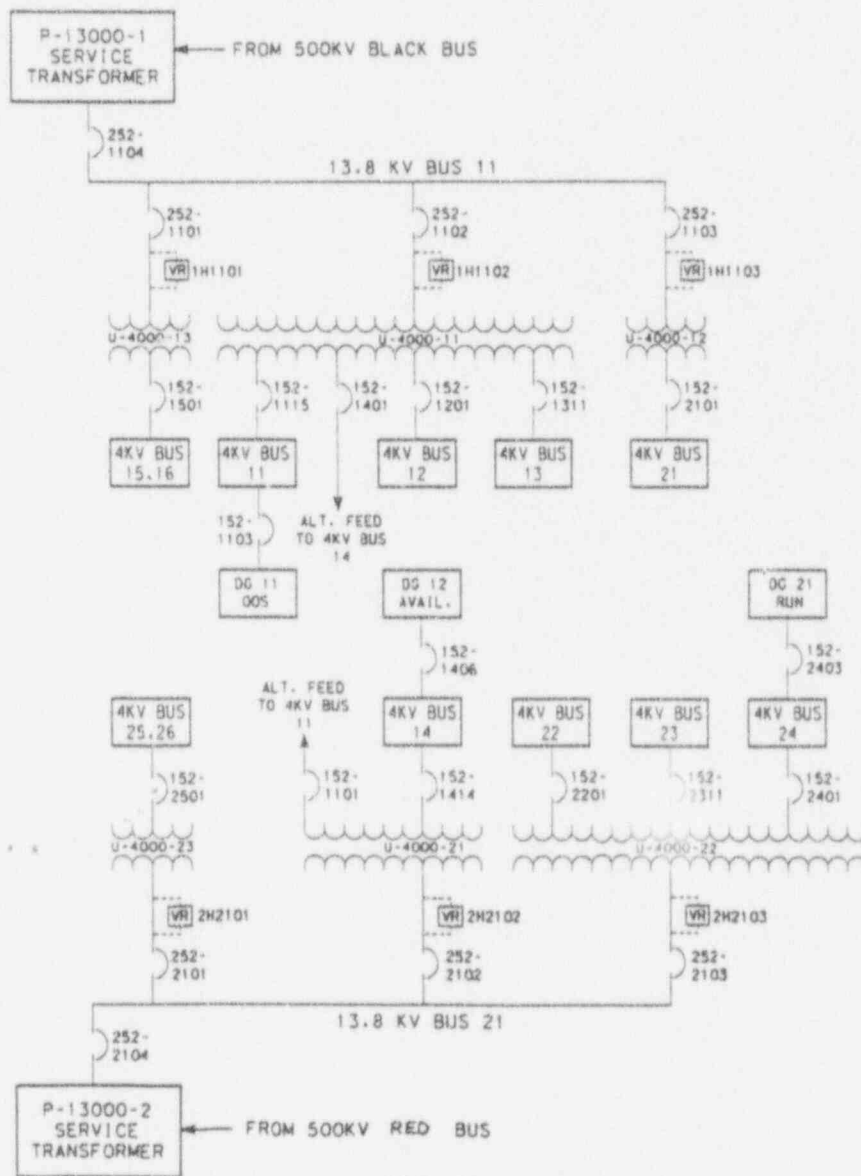 P-13000-1
SERVICE
TRANSFORMER
FROM 500KV BLACK BUS
252-
1104
13.8 KV BUS 11
252-
1101
252-
1102
252-
1103
VR 1H1101
VR 1H1102
VR 1H1103
U-4000-13
U-4000-11
U-4000-12
152-
1501
152-
1115
152-
1401
152-
1201
152-
1311
152-
2101
4KV BUS
15.16
4KV BUS
11
4KV BUS
12
4KV BUS
13
4KV BUS
21
152-
1103
ALT. FEED
TO 4KV BUS
14
DG 11
OOS
DG 12
AVAIL.
DG 21
RUN
152-
1406
152-
2403
ALT. FEED
TO 4KV BUS
11
4KV BUS
25.26
4KV BUS
14
4KV BUS
22
4KV BUS
23
4KV BUS
24
152-
2501
152-
1101
152-
1414
152-
2201
152-
2311
152-
2401
U-4000-23
U-4000-21
U-4000-22
VR 2H2101
VR 2H2102
VR 2H2103
252-
2101
252-
2102
252-
2103
13.8 KV BUS 21
252-
2104
P-13000-2
SERVICE
TRANSFORMER
FROM 500KV RED BUS